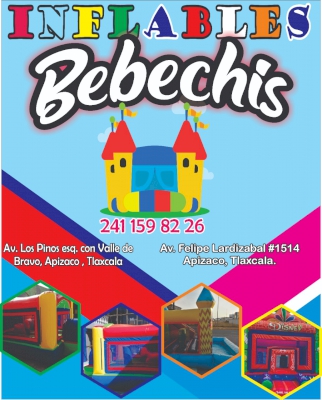 INFLABLES
Bebechis
241 159 82 26
Av. Los Pinos esq. con Valle de
Bravo, Apizaco , Tlaxcala
Av. Felipe Lardizabal #1514
Apizaco, Tlaxcala.
DISNEY